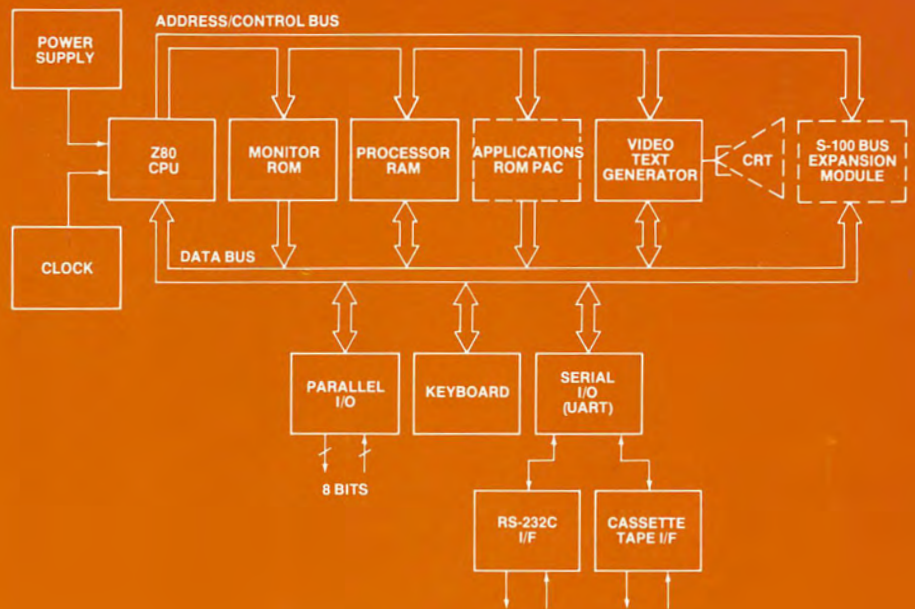 ADDRESS/CONTROL BUS
POWER
SUPPLY
Z80
CPU
MONITOR
ROM
PROCESSOR
RAM
APPLICATIONS
ROM PAC
VIDEO
TEXT
GENERATOR
CRT
S-100 BUS
EXPANSION
MODULE
CLOCK
DATA BUS
PARALLEL
I/O
KEYBOARD
SERIAL
I/O
(UART)
8 BITS
RS-232C
I/F
CASSETTE
TAPE I/F